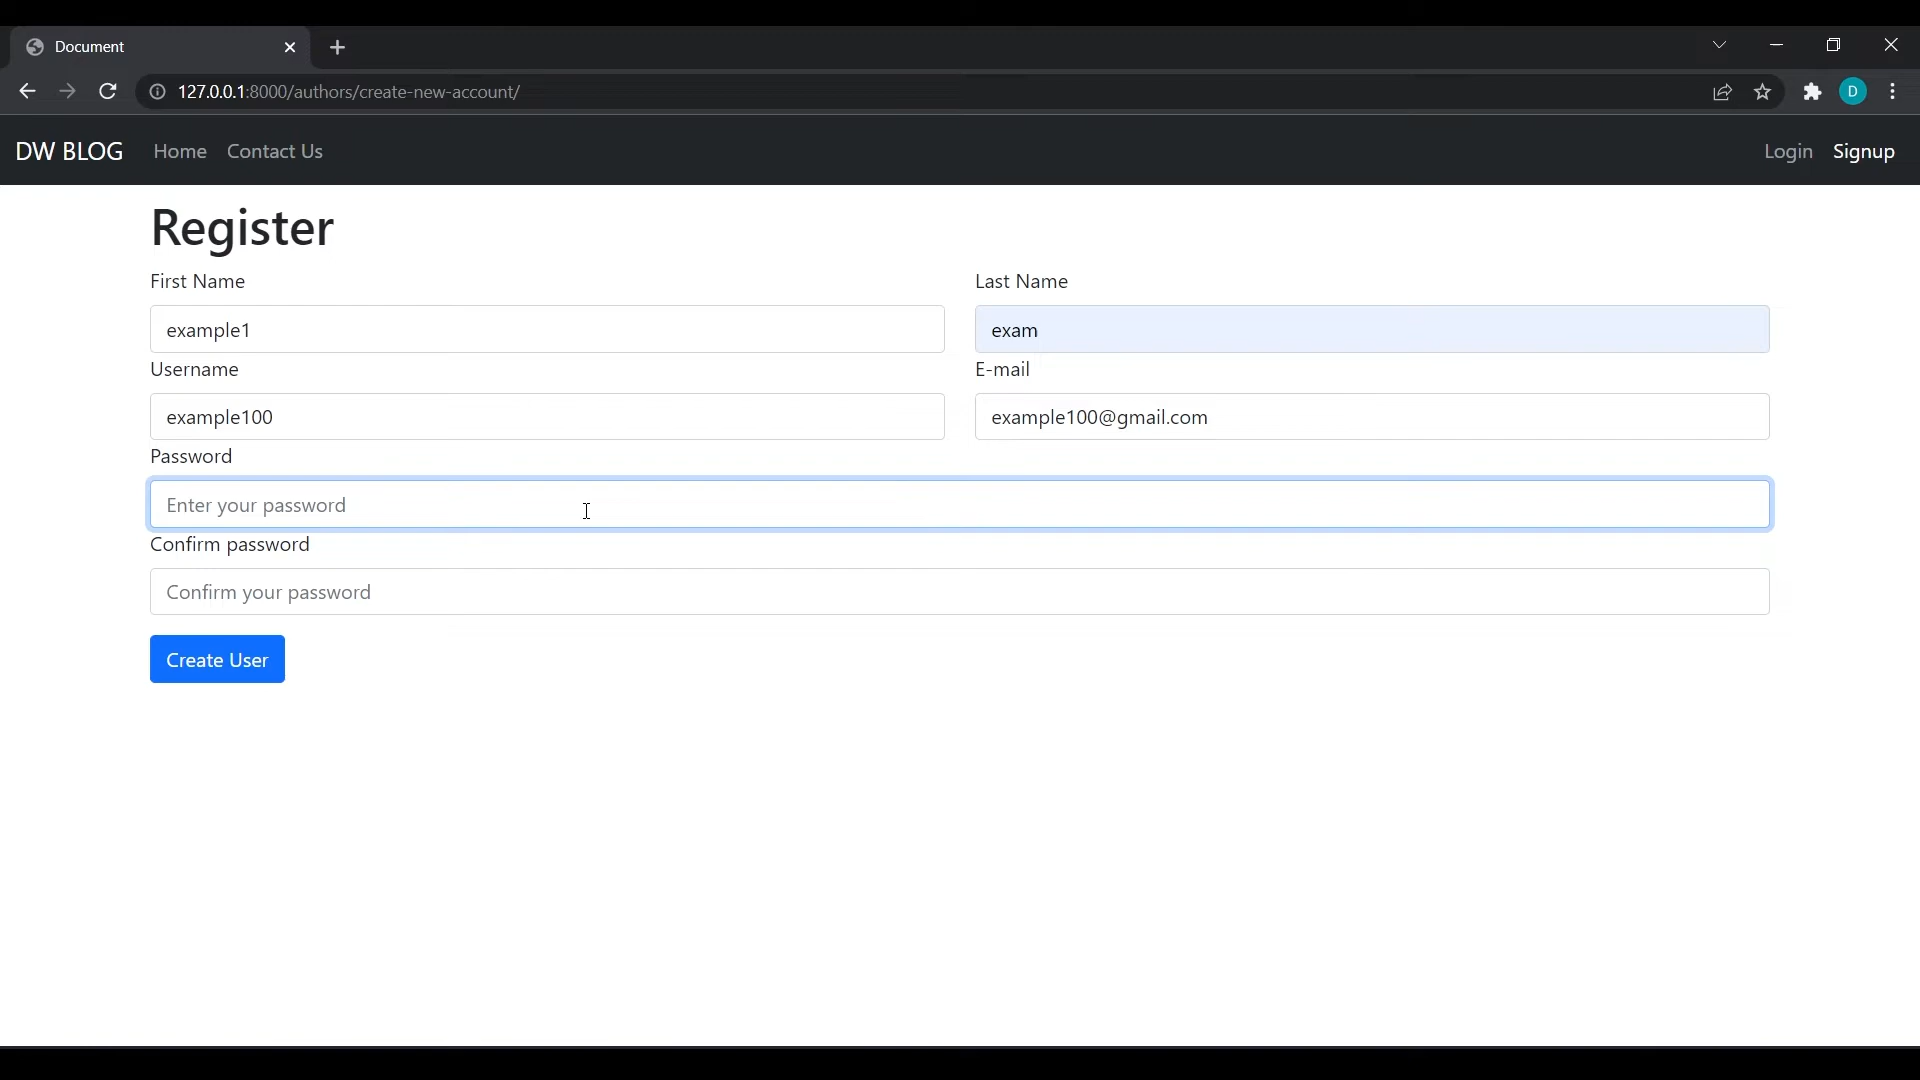 Document
127.0.0.1:8000/authors/create-new-account/
D
DW BLOG Home Contact Us Login Signup
Register
First Name Last Name
example1 exam
Username E-mail
example100 example100@gmail.com
Password
Enter your password
Confirm password
Confirm your password
Create User